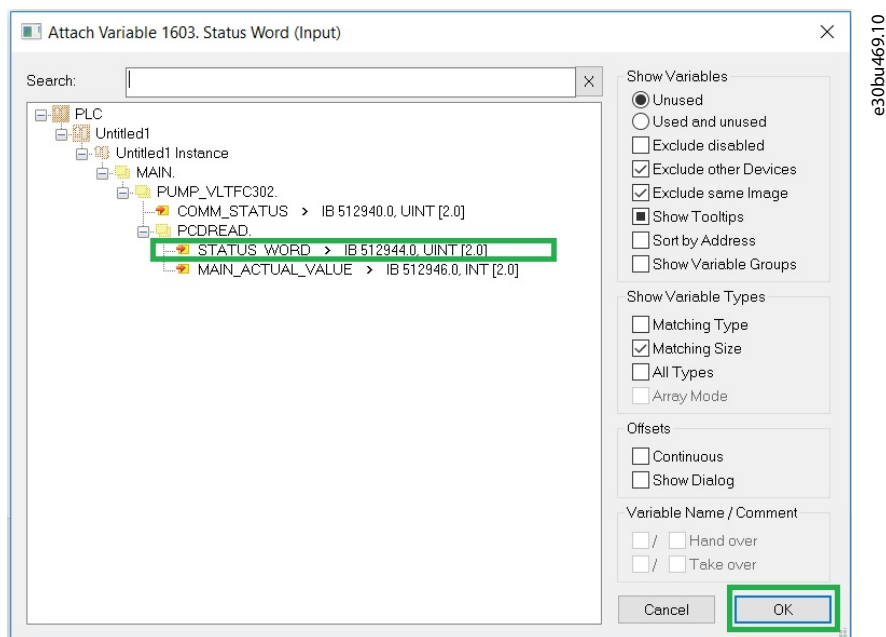 Attach Variable 1603. Status Word (Input)
Search:
PLC
Untitled1
Untitled1 Instance
MAIN.
PUMP_VLTFC302.
COMM_STATUS > IB 512940.0, UINT [2.0]
PCDREAD.
STATUS_WORD > IB 512944.0, UINT [2.0]
MAIN_ACTUAL_VALUE > IB 512946.0, INT [2.0]
Show Variables
Unused
Used and unused
Exclude disabled
Exclude other Devices
Exclude same Image
Show Tooltips
Sort by Address
Show Variable Groups
Show Variable Types
Matching Type
Matching Size
All Types
Array Mode
Offsets
Continuous
Show Dialog
Variable Name / Comment
/ Hand over
/ Take over
Cancel
OK
e30bu469.10